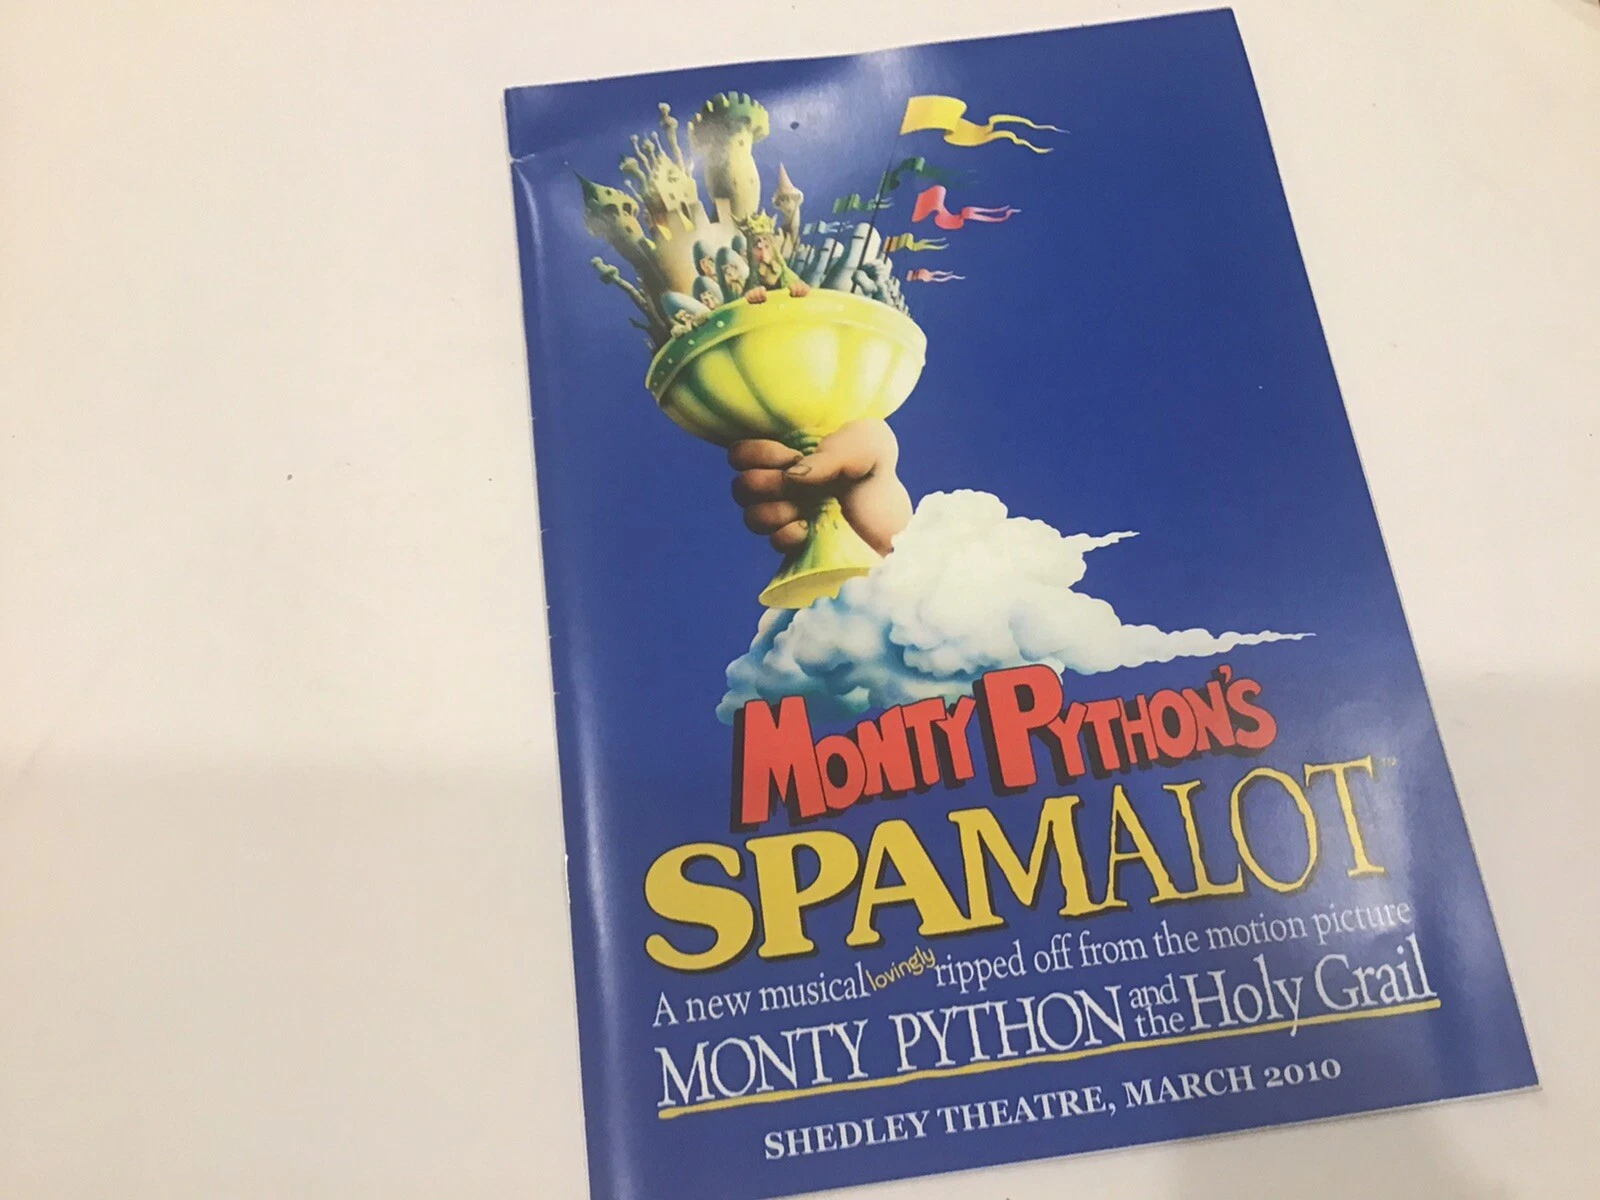 MONTY PYTHON'S
SPAMALOT™
A new musical lovingly ripped off from the motion picture
MONTY PYTHON and the Holy Grail
SHEDLEY THEATRE, MARCH 2010